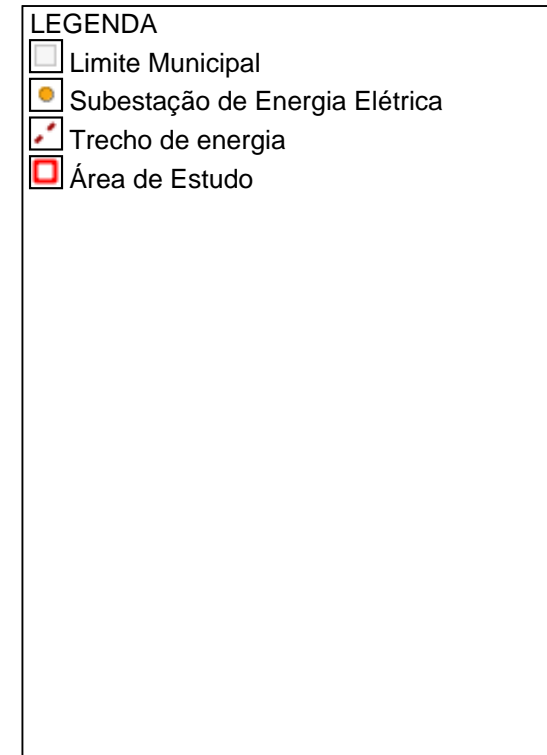 LEGENDA
Limite Municipal
Subestação de Energia Elétrica
Trecho de energia
Área de Estudo